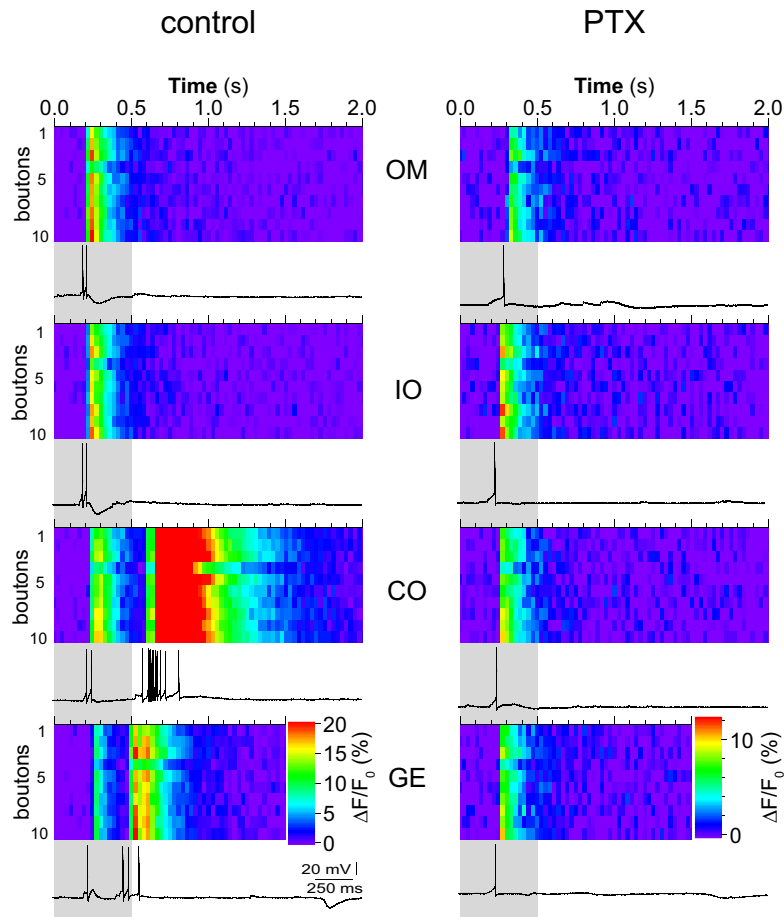 control PTX
Time (s) Time (s)
0.0 0.5 1.0 1.5 2.0 0.0 0.5 1.0 1.5 2.0
boutons 1 5 10 OM
boutons 1 5 10 IO
boutons 1 5 10 CO
boutons 1 5 10 GE
20 15 10 5 0 ΔF/F0 (%)
10 0 ΔF/F0 (%)
20 mV
250 ms